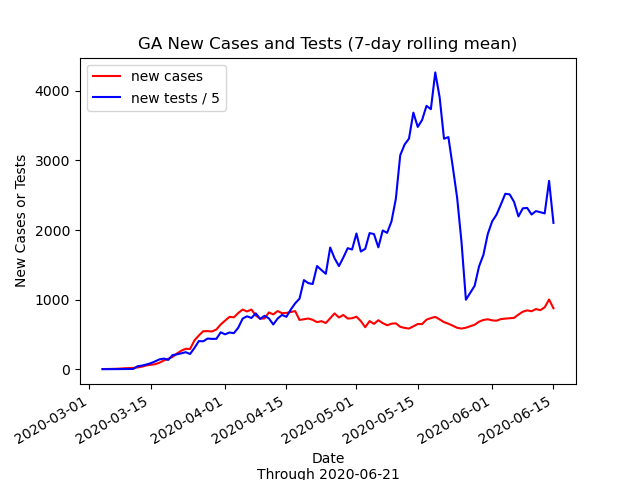 GA New Cases and Tests (7-day rolling mean)
new cases
new tests / 5
New Cases or Tests
4000
3000
2000
1000
0
2020-03-01
2020-03-15
2020-04-01
2020-04-15
2020-05-01
2020-05-15
2020-06-01
2020-06-15
Date
Through 2020-06-21